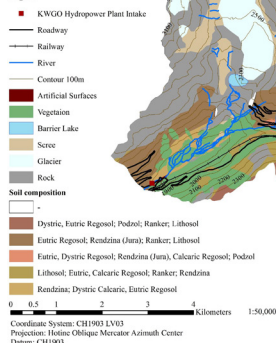 KWGO Hydropower Plant Intake
Roadway
Railway
River
Contour 100m
Artificial Surfaces
Vegetaion
Barrier Lake
Scree
Glacier
Rock
Soil composition
-
Dystric, Eutric Regosol; Podzol; Ranker; Lithosol
Eutric Regosol; Rendzina (Jura); Ranker; Lithosol
Eutric, Dystric Regosol; Rendzina (Jura), Calcaric Regosol; Podzol
Lithosol; Eutric, Calcaric Regosol; Ranker; Rendzina
Rendzina; Dystric Calcaric, Eutric Regosol
0 0.5 1 2 3 4
Kilometers 1:50,000
Coordinate System: CH1903 LV03
Projection: Hotine Oblique Mercator Azimuth Center
Datum: CH1903